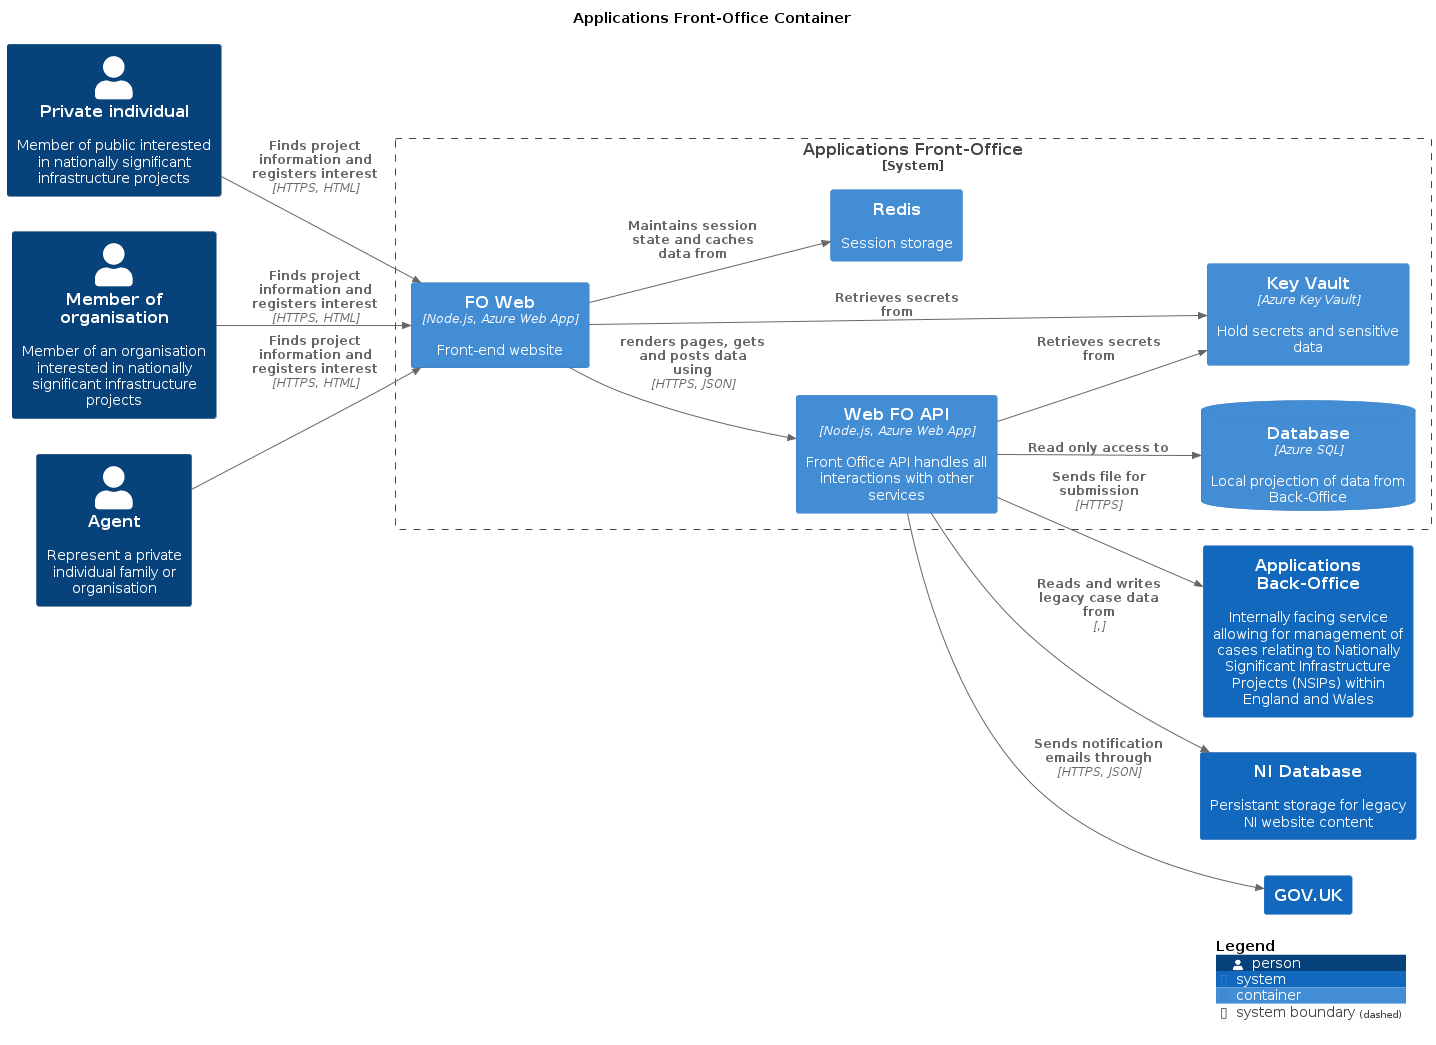 Applications Front-Office Container
Private individual
Member of public interested
in nationally significant
infrastructure projects
Finds project
information and
registers interest
[HTTPS, HTML]
Member of
organisation
Member of an organisation
interested in nationally
significant infrastructure
projects
Finds project
information and
registers interest
[HTTPS, HTML]
Agent
Represent a private
individual family or
organisation
Finds project
information and
registers interest
[HTTPS, HTML]
Applications Front-Office
[System]
FO Web
[Node.js, Azure Web App]
Front-end website
Maintains session
state and caches
data from
Redis
Session storage
Retrieves secrets
from
Key Vault
[Azure Key Vault]
Hold secrets and sensitive
data
renders pages, gets
and posts data
using
[HTTPS, JSON]
Web FO API
[Node.js, Azure Web App]
Front Office API handles all
interactions with other
services
Retrieves secrets
from
Read only access to
Database
[Azure SQL]
Local projection of data from
Back-Office
Sends file for
submission
[HTTPS]
Applications
Back-Office
Internally facing service
allowing for management of
cases relating to Nationally
Significant Infrastructure
Projects (NSIPs) within
England and Wales
Reads and writes
legacy case data
from
[,]
NI Database
Persistant storage for legacy
NI website content
Sends notification
emails through
[HTTPS, JSON]
GOV.UK
Legend
person
system
container
system boundary (dashed)